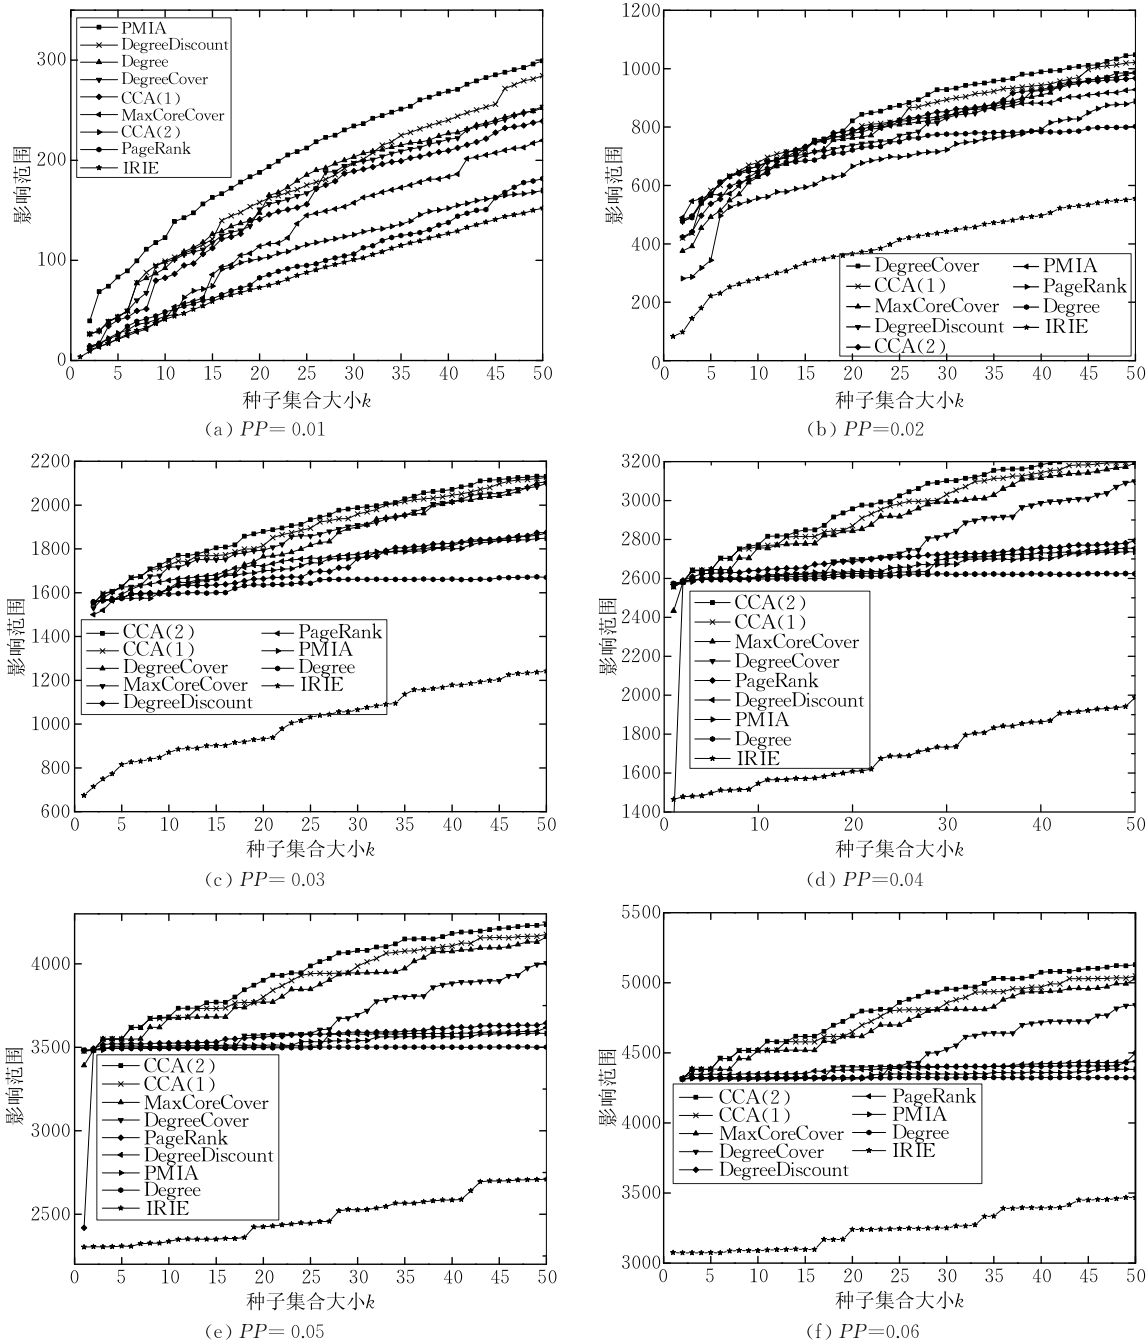 PMIA
DegreeDiscount
Degree
DegreeCover
CCA(1)
MaxCoreCover
CCA(2)
PageRank
IRIE
影响范围
300
200
100
0
0 5 10 15 20 25 30 35 40 45 50
种子集合大小k
(a) PP=0.01
1200
1000
800
600
400
200
0
影响范围
DegreeCover PMIA
CCA(1) PageRank
MaxCoreCover Degree
DegreeDiscount IRIE
CCA(2)
0 5 10 15 20 25 30 35 40 45 50
种子集合大小k
(b) PP=0.02
2200
2000
1800
1600
1400
1200
1000
800
600
影响范围
CCA(2) PageRank
CCA(1) PMIA
DegreeCover Degree
MaxCoreCover IRIE
DegreeDiscount
0 5 10 15 20 25 30 35 40 45 50
种子集合大小k
(c) PP=0.03
3200
3000
2800
2600
2400
2200
2000
1800
1600
1400
影响范围
CCA(2)
CCA(1)
MaxCoreCover
DegreeCover
PageRank
DegreeDiscount
PMIA
Degree
IRIE
0 5 10 15 20 25 30 35 40 45 50
种子集合大小k
(d) PP=0.04
4000
3500
3000
2500
影响范围
CCA(2)
CCA(1)
MaxCoreCover
DegreeCover
PageRank
DegreeDiscount
PMIA
Degree
IRIE
0 5 10 15 20 25 30 35 40 45 50
种子集合大小k
(e) PP=0.05
5500
5000
4500
4000
3500
3000
影响范围
CCA(2) PageRank
CCA(1) PMIA
MaxCoreCover Degree
DegreeCover IRIE
DegreeDiscount
0 5 10 15 20 25 30 35 40 45 50
种子集合大小k
(f) PP=0.06